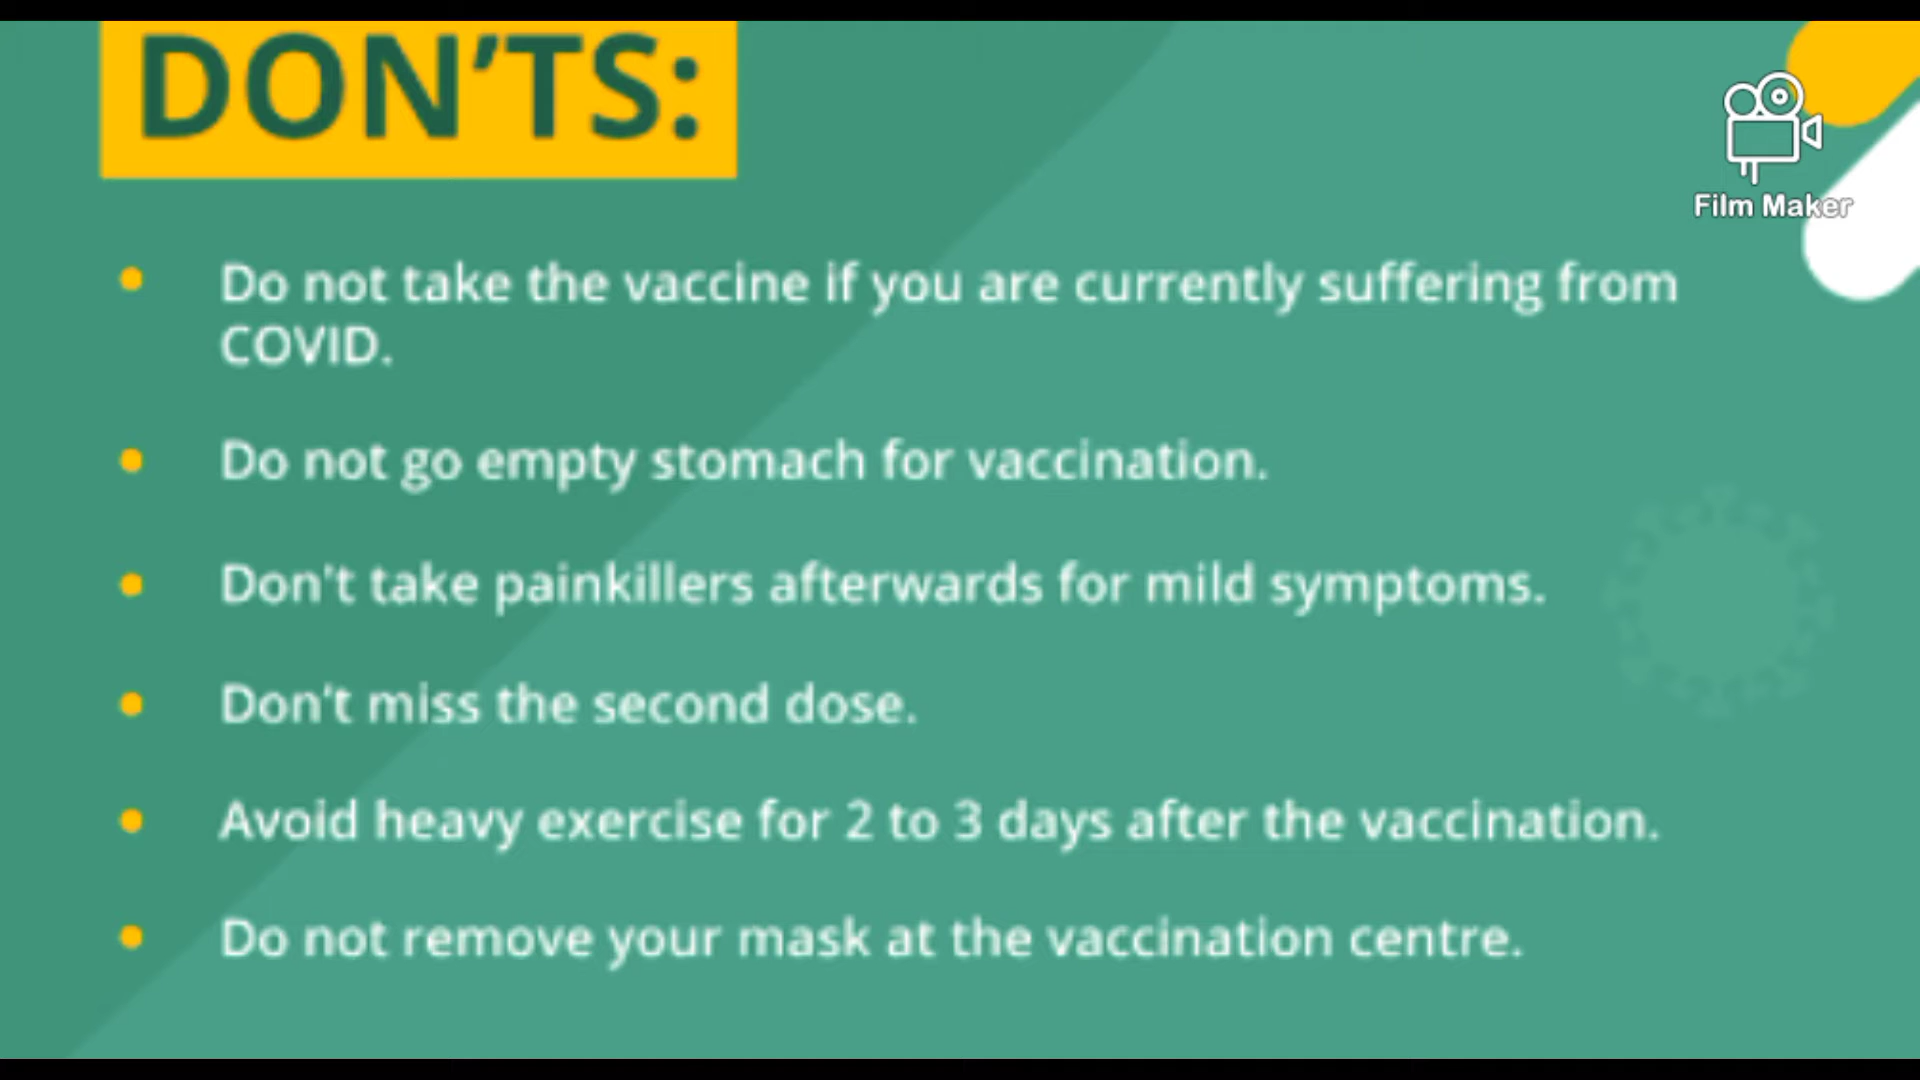 DON’TS:
Film Maker
• Do not take the vaccine if you are currently suffering from
COVID.
• Do not go empty stomach for vaccination.
• Don't take painkillers afterwards for mild symptoms.
• Don't miss the second dose.
• Avoid heavy exercise for 2 to 3 days after the vaccination.
• Do not remove your mask at the vaccination centre.